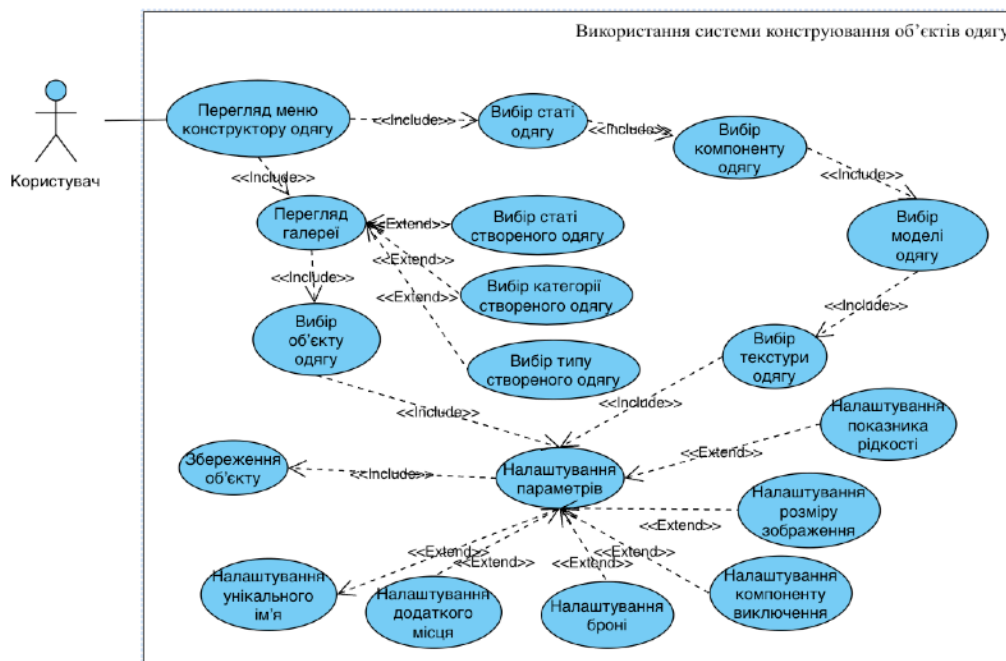 Використання системи конструювання об’єктів одягу
Користувач
Перегляд меню
конструктору одягу
<<Include>>
Вибір статі
одягу
<<Include>>
Вибір
компоненту
одягу
<<Include>>
<<Include>>
Перегляд
галереї
<<Extend>>
Вибір статі
створеного одягу
Вибір
моделі
одягу
<<Extend>>
<<Include>>
<<Extend>>
Вибір категорії
створеного одягу
<<Include>>
Вибір
об’єкту
одягу
Вибір типу
створеного одягу
Вибір
текстури
одягу
<<Include>>
<<Include>>
Налаштування
показника
рідкості
<<Extend>>
Збереження
об’єкту
<<Include>>
Налаштування
параметрів
Налаштування
розміру
зображення
<<Extend>>
<<Extend>>
<<Extend>>
<<Extend>>
<<Extend>>
Налаштування
унікального
ім’я
Налаштування
додаткого
місця
Налаштування
броні
Налаштування
компоненту
виключення